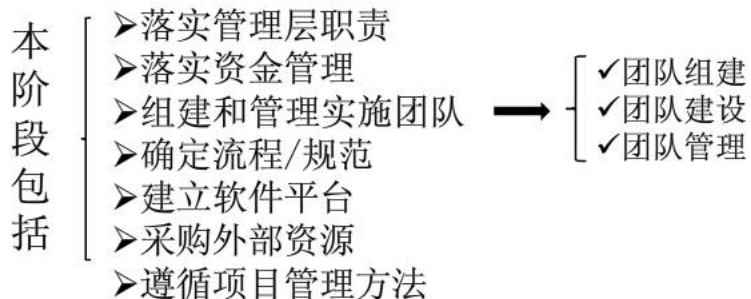 本阶段包括
➢落实管理层职责
➢落实资金管理
➢组建和管理实施团队
➢确定流程/规范
➢建立软件平台
➢采购外部资源
➢遵循项目管理方法
✓团队组建
✓团队建设
✓团队管理